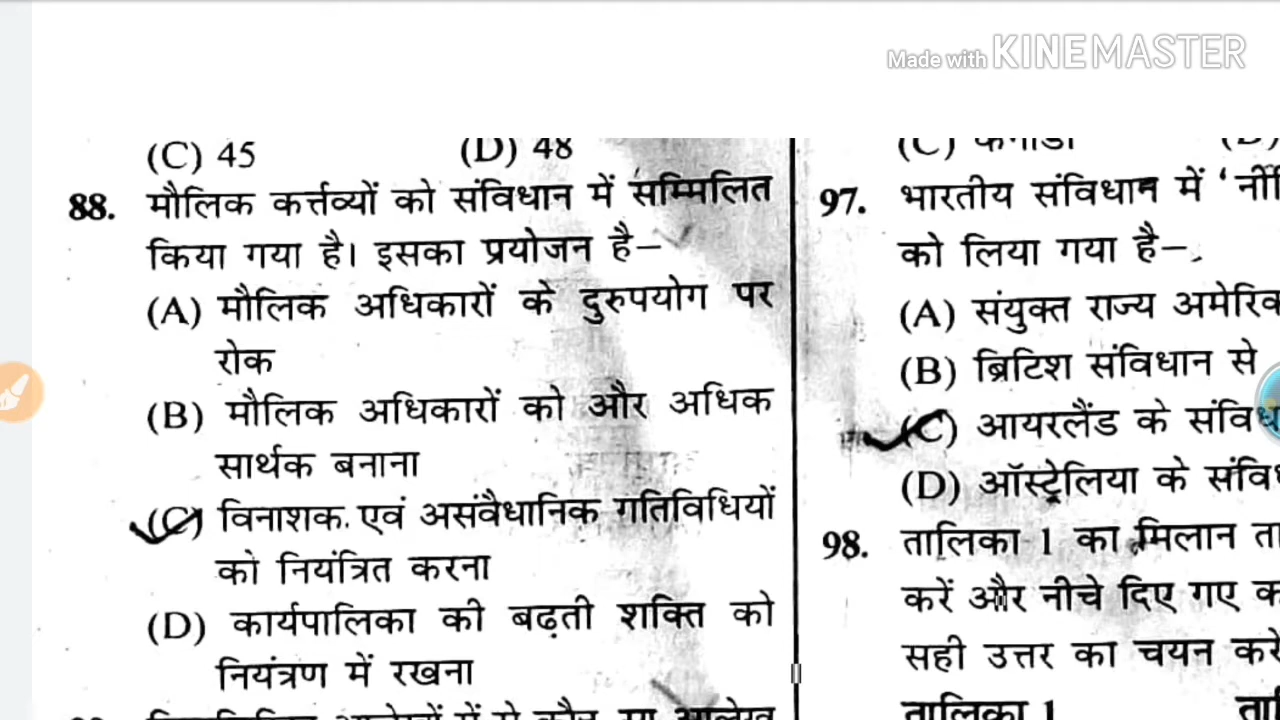 Made with KINEMASTER
(C) 45 (D) 48
88. मौलिक कर्त्तव्यों को संविधान में सम्मिलित
किया गया है। इसका प्रयोजन है–
(A) मौलिक अधिकारों के दुरुपयोग पर
रोक
(B) मौलिक अधिकारों को और अधिक
सार्थक बनाना
(C) विनाशक एवं असंवैधानिक गतिविधियों
को नियंत्रित करना
(D) कार्यपालिका की बढ़ती शक्ति को
नियंत्रण में रखना
97. भारतीय संविधान में
को लिया गया है–
(A) संयुक्त राज्य
(B) ब्रिटिश संविधान से
(C) आयरलैंड के
(D) ऑस्ट्रेलिया के
98. तालिका 1 का मिलान
करें और नीचे दिए गए
सही उत्तर का चयन करें
तालिका 1